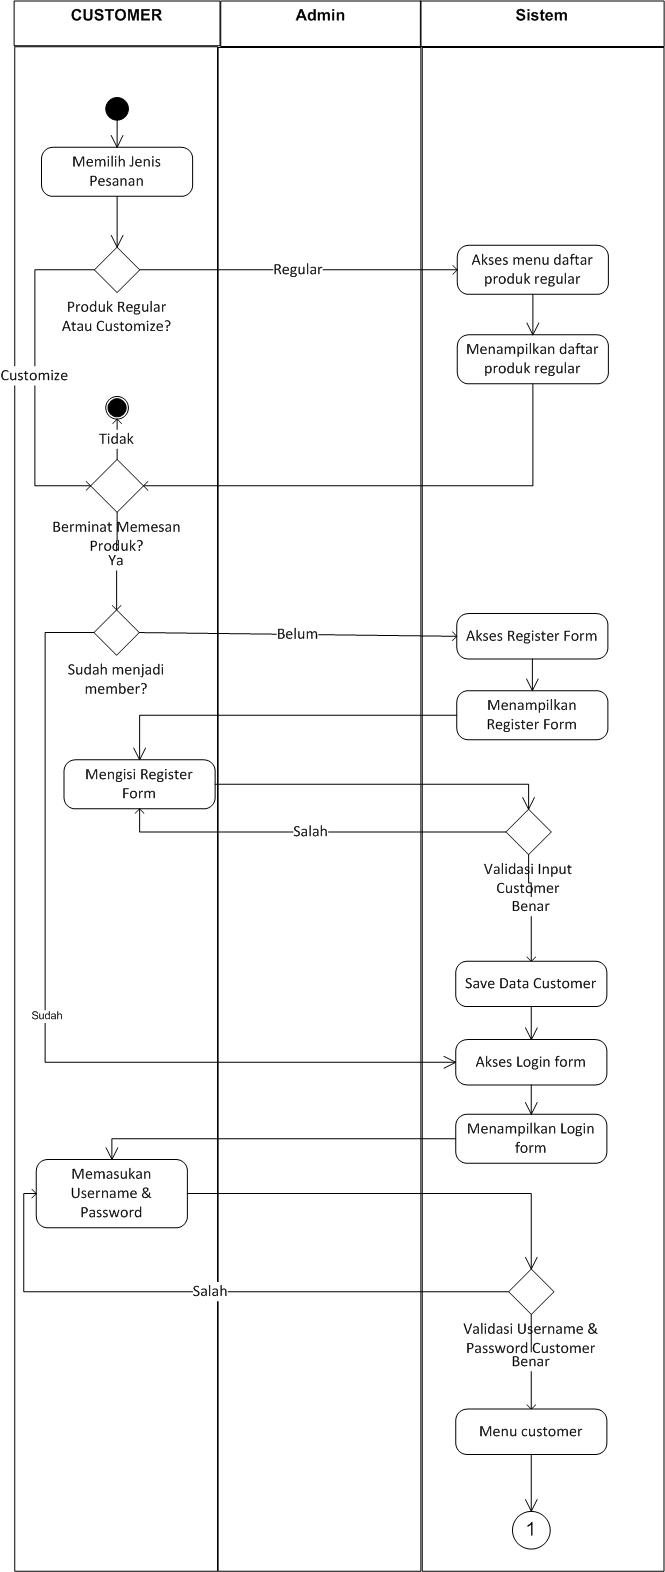 CUSTOMER
Admin
Sistem
Memilih Jenis
Pesanan
Regular
Akses menu daftar
produk regular
Produk Regular
Atau Customize?
Menampilkan daftar
produk regular
Customize
Tidak
Berminat Memesan
Produk?
Ya
Belum
Akses Register Form
Sudah menjadi
member?
Menampilkan
Register Form
Mengisi Register
Form
Salah
Validasi Input
Customer
Benar
Save Data Customer
Sudah
Akses Login form
Menampilkan Login
form
Memasukan
Username &
Password
Salah
Validasi Username &
Password Customer
Benar
Menu customer
1